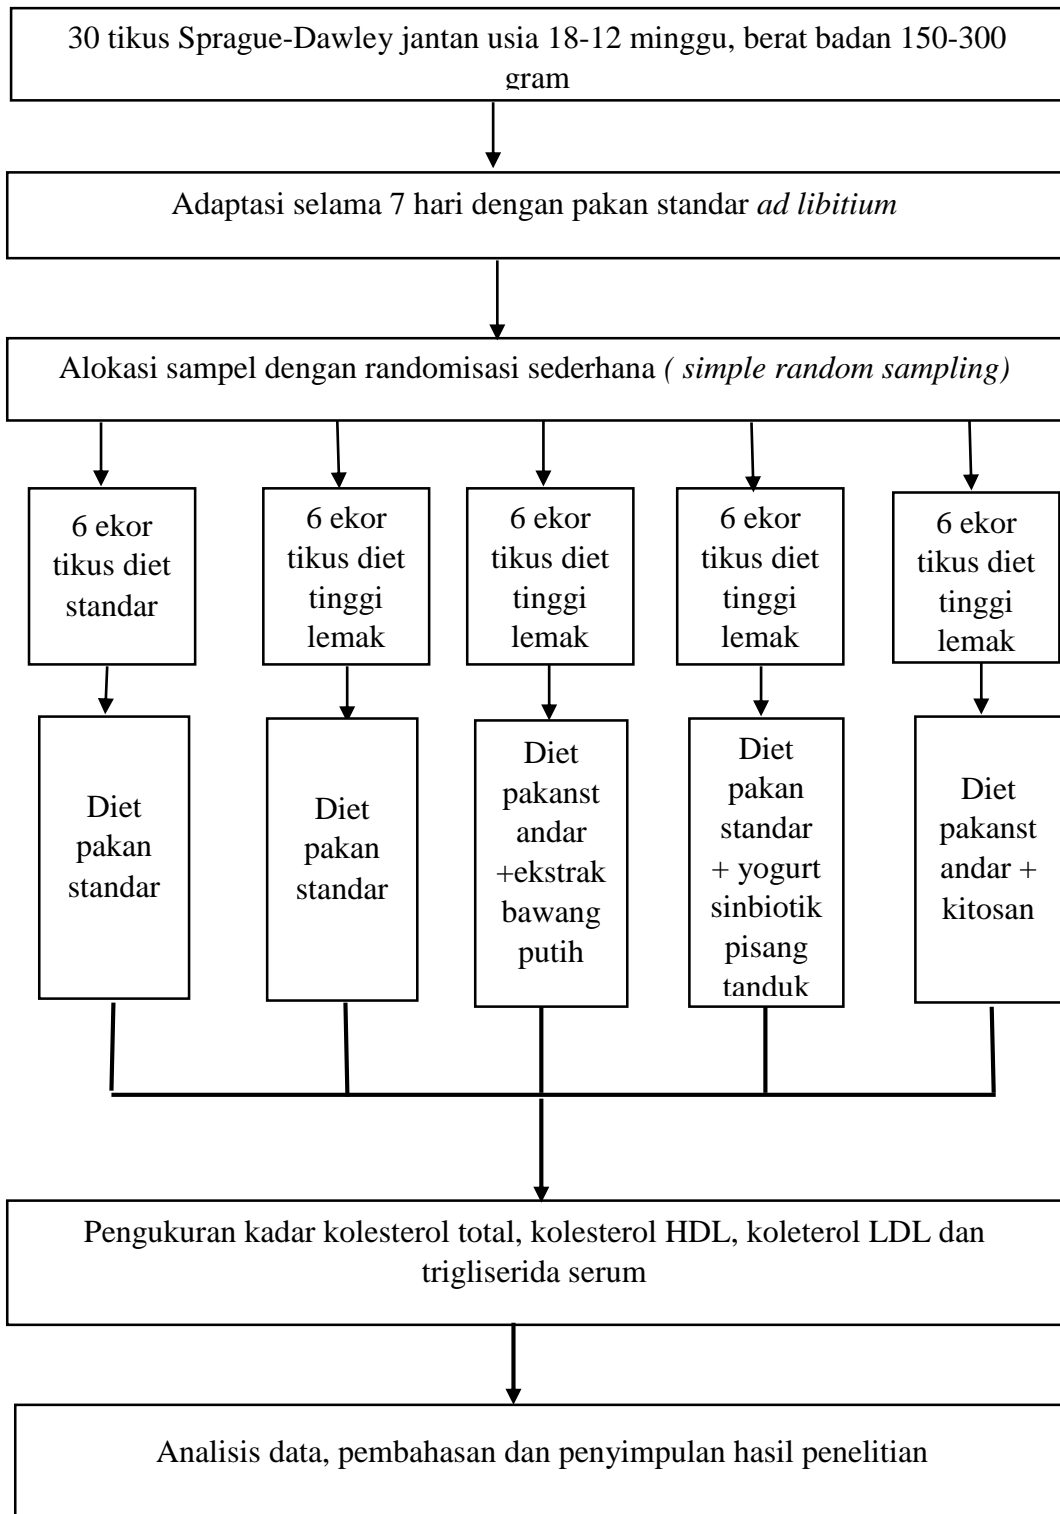 30 tikus Sprague-Dawley jantan usia 18-12 minggu, berat badan 150-300
gram
Adaptasi selama 7 hari dengan pakan standar ad libitium
Alokasi sampel dengan randomisasi sederhana ( simple random sampling)
6 ekor
tikus diet
standar
6 ekor
tikus diet
tinggi
lemak
6 ekor
tikus diet
tinggi
lemak
6 ekor
tikus diet
tinggi
lemak
6 ekor
tikus diet
tinggi
lemak
Diet
pakan
standar
Diet
pakan
standar
Diet
pakanst
andar
+ekstrak
bawang
putih
Diet
pakan
standar
+ yogurt
sinbiotik
pisang
tanduk
Diet
pakanst
andar +
kitosan
Pengukuran kadar kolesterol total, kolesterol HDL, koleterol LDL dan
trigliserida serum
Analisis data, pembahasan dan penyimpulan hasil penelitian